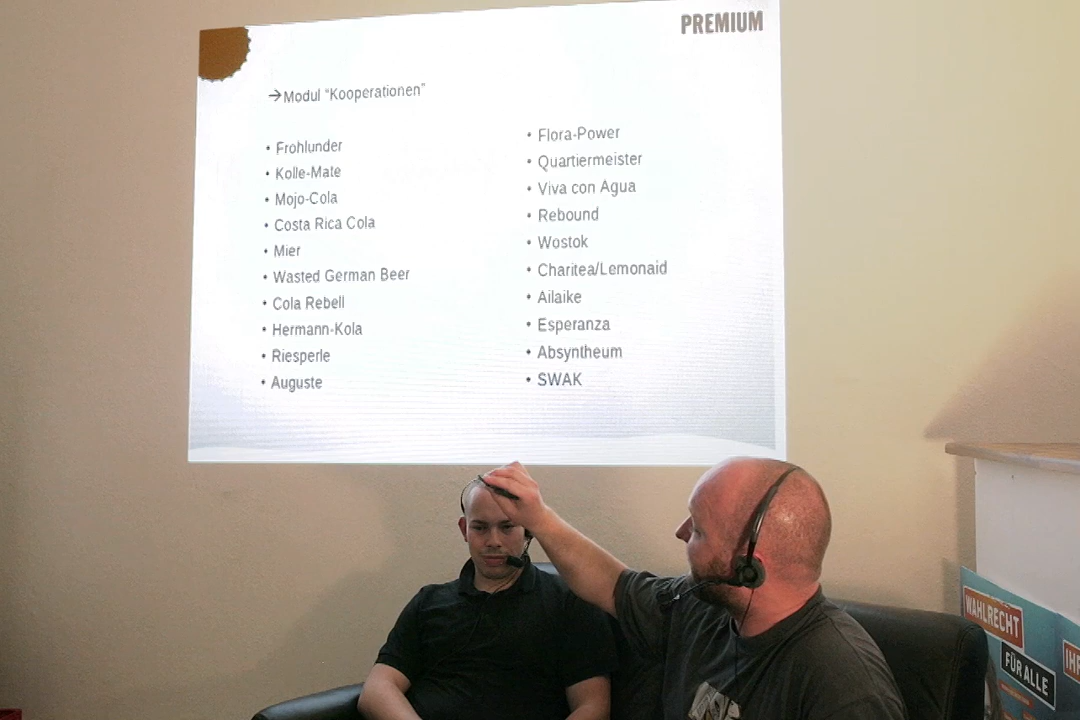 PREMIUM
→Modul "Kooperationen"
• Frohlunder
• Kolle-Mate
• Mojo-Cola
• Costa Rica Cola
• Mier
• Wasted German Beer
• Cola Rebell
• Hermann-Kola
• Riesperle
• Auguste
• Flora-Power
• Quartiermeister
• Viva con Agua
• Rebound
• Wostok
• Charitea/Lemonaid
• Ailaike
• Esperanza
• Absyntheum
• SWAK
WAHLRECHT
FÜR ALLE